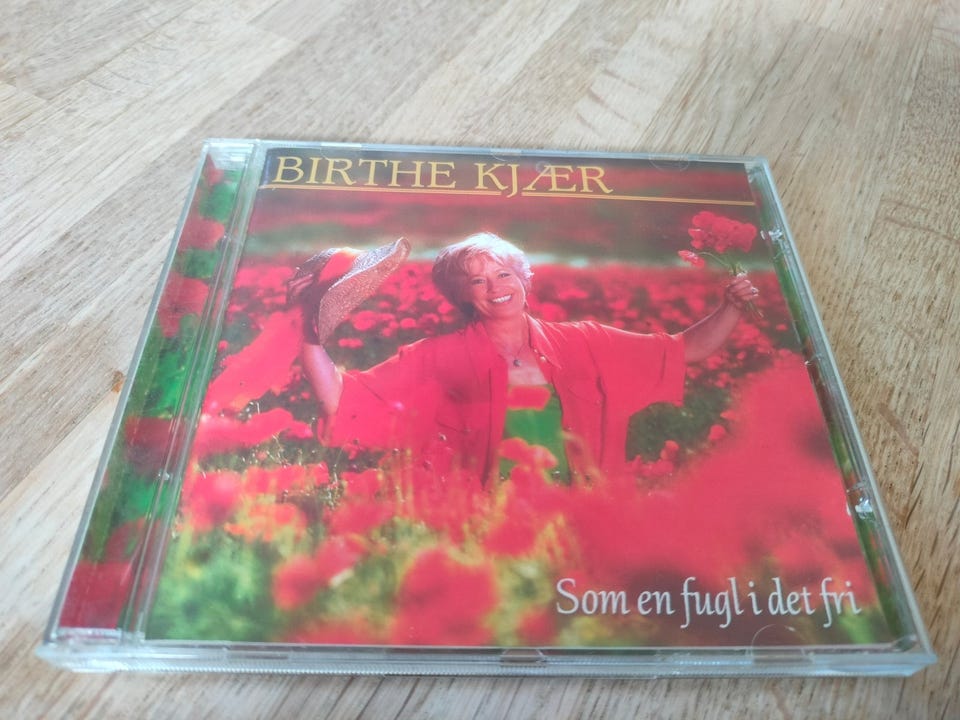 BIRTHE KJÆR
Som en fugl i det fri